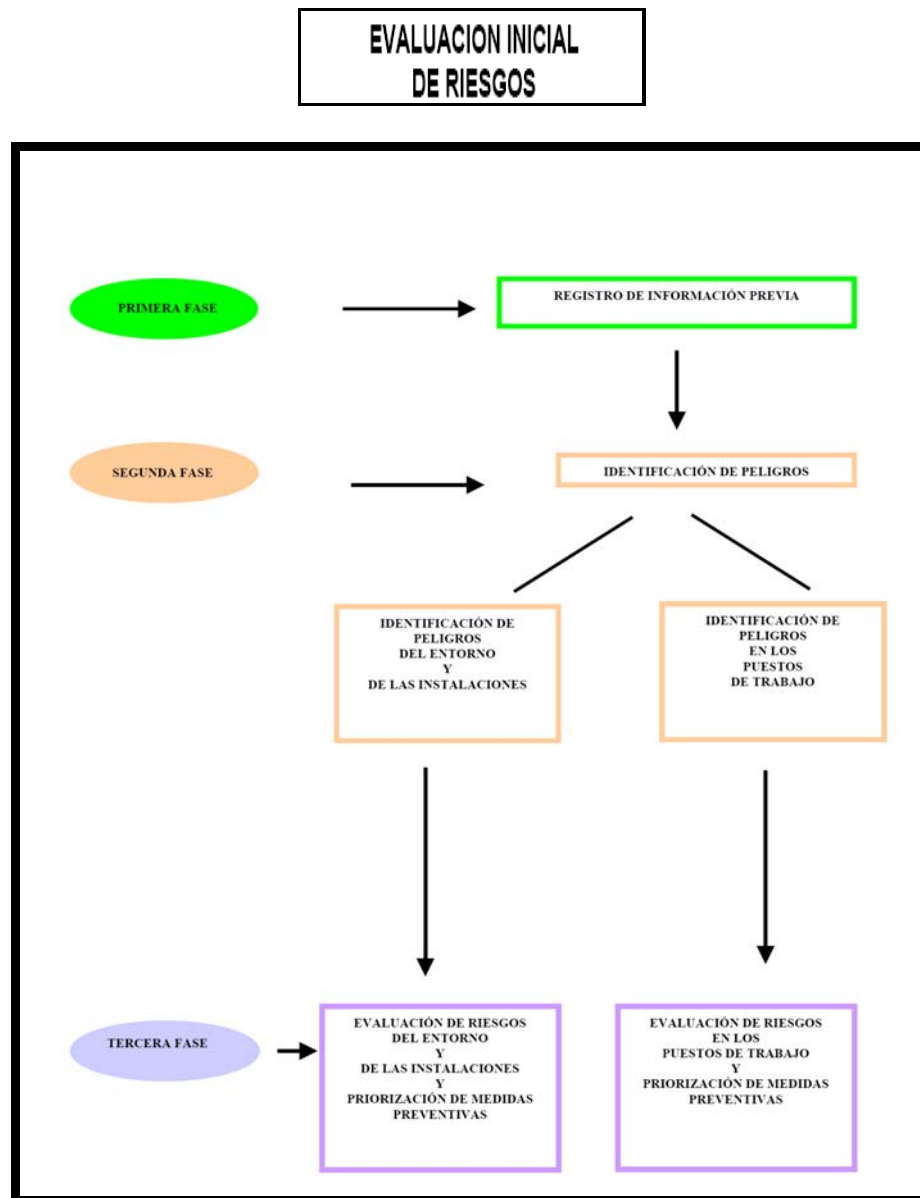 EVALUACION INICIAL
DE RIESGOS
PRIMERA FASE
REGISTRO DE INFORMACIÓN PREVIA
SEGUNDA FASE
IDENTIFICACIÓN DE PELIGROS
IDENTIFICACIÓN DE
PELIGROS
DEL ENTORNO
Y
DE LAS INSTALACIONES
IDENTIFICACIÓN DE
PELIGROS
EN LOS
PUESTOS
DE TRABAJO
TERCERA FASE
EVALUACIÓN DE RIESGOS
DEL ENTORNO
Y
DE LAS INSTALACIONES
Y
PRIORIZACIÓN DE MEDIDAS
PREVENTIVAS
EVALUACIÓN DE RIESGOS
EN LOS
PUESTOS DE TRABAJO
Y
PRIORIZACIÓN DE MEDIDAS
PREVENTIVAS